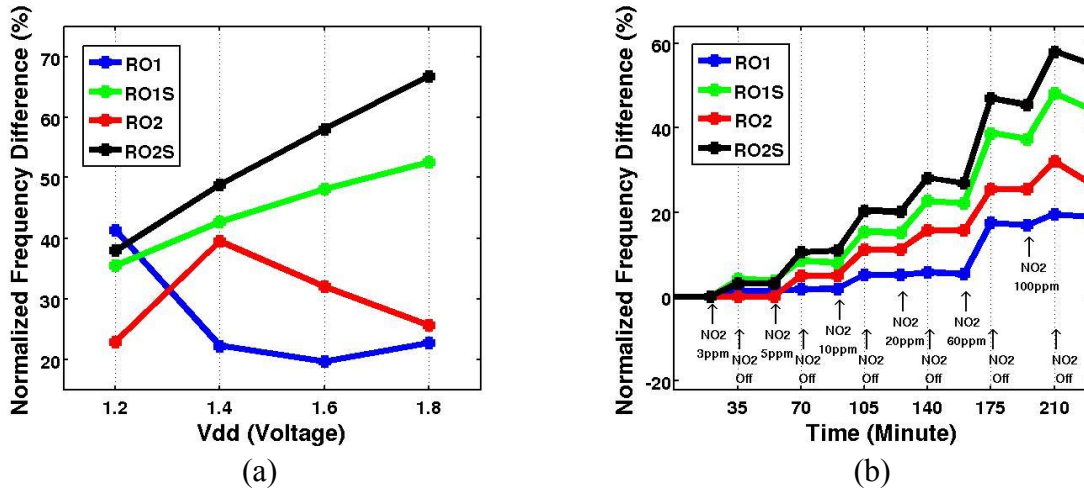 Normalized Frequency Difference (%)
70
60
50
40
30
20
RO1
RO1S
RO2
RO2S
1.2 1.4 1.6 1.8
Vdd (Voltage)
(a)
Normalized Frequency Difference (%)
60
40
20
0
-20
RO1
RO1S
RO2
RO2S
NO2
3ppm
NO2
Off
NO2
5ppm
NO2
Off
NO2
10ppm
NO2
Off
NO2
20ppm
NO2
Off
NO2
60ppm
NO2
Off
NO2
100ppm
NO2
Off
35 70 105 140 175 210
Time (Minute)
(b)